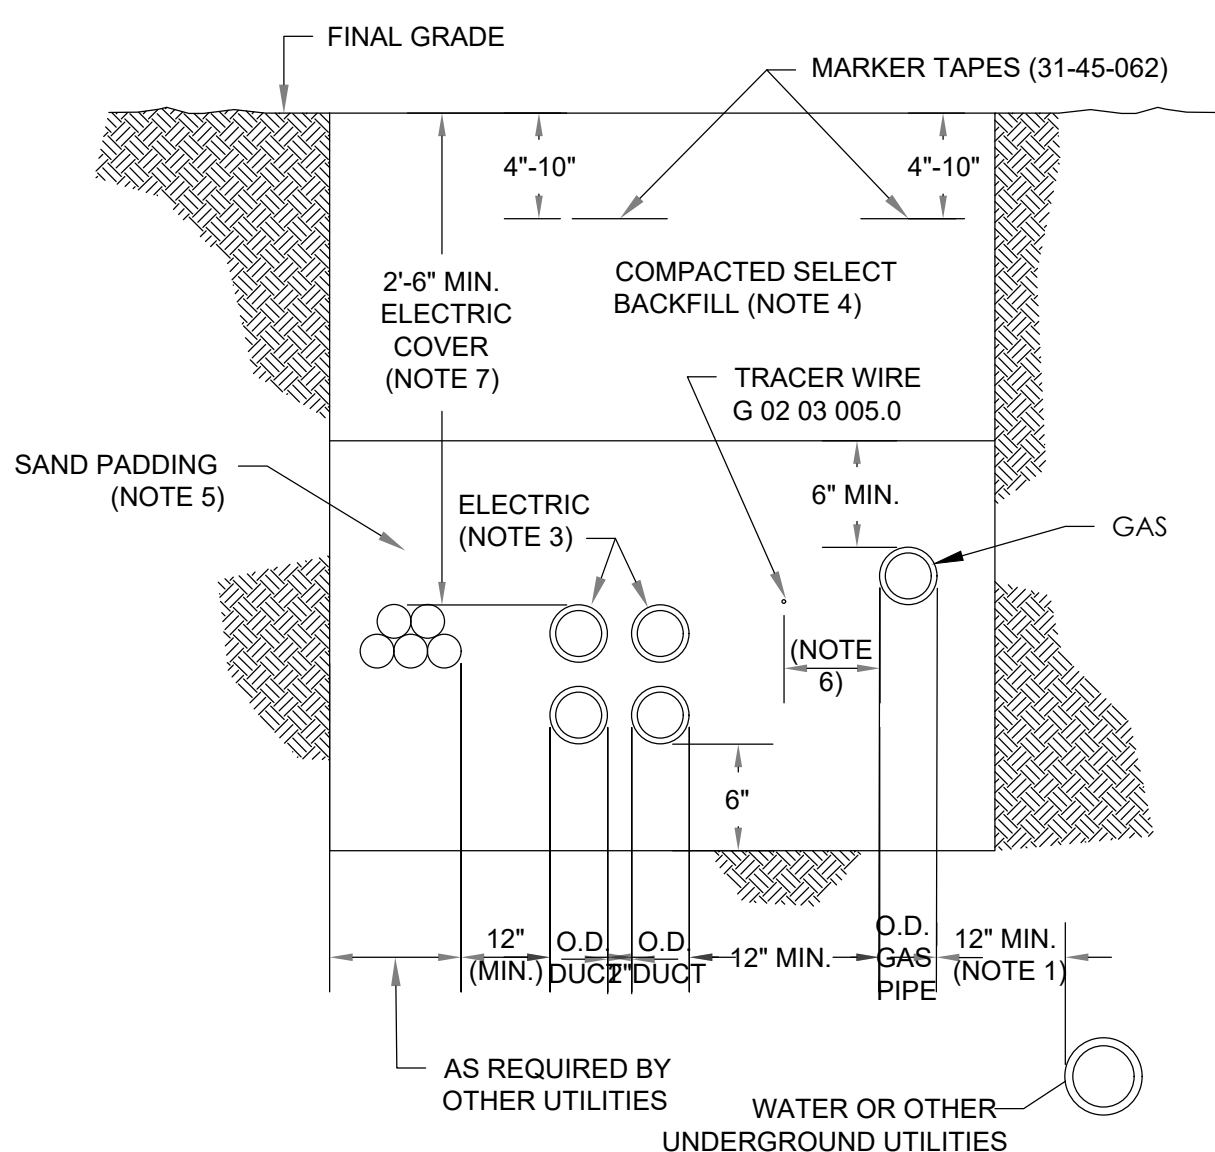 FINAL GRADE
MARKER TAPES (31-45-062)
4"-10"
4"-10"
2'-6" MIN.
ELECTRIC
COVER
(NOTE 7)
COMPACTED SELECT
BACKFILL (NOTE 4)
TRACER WIRE
G 02 03 005.0
SAND PADDING
(NOTE 5)
ELECTRIC
(NOTE 3)
6" MIN.
GAS
(NOTE
6)
6"
12"
(MIN.)
O.D.
DUCT
2"
O.D.
DUCT
12" MIN.
O.D.
GAS
PIPE
12" MIN.
(NOTE 1)
AS REQUIRED BY
OTHER UTILITIES
WATER OR OTHER
UNDERGROUND UTILITIES